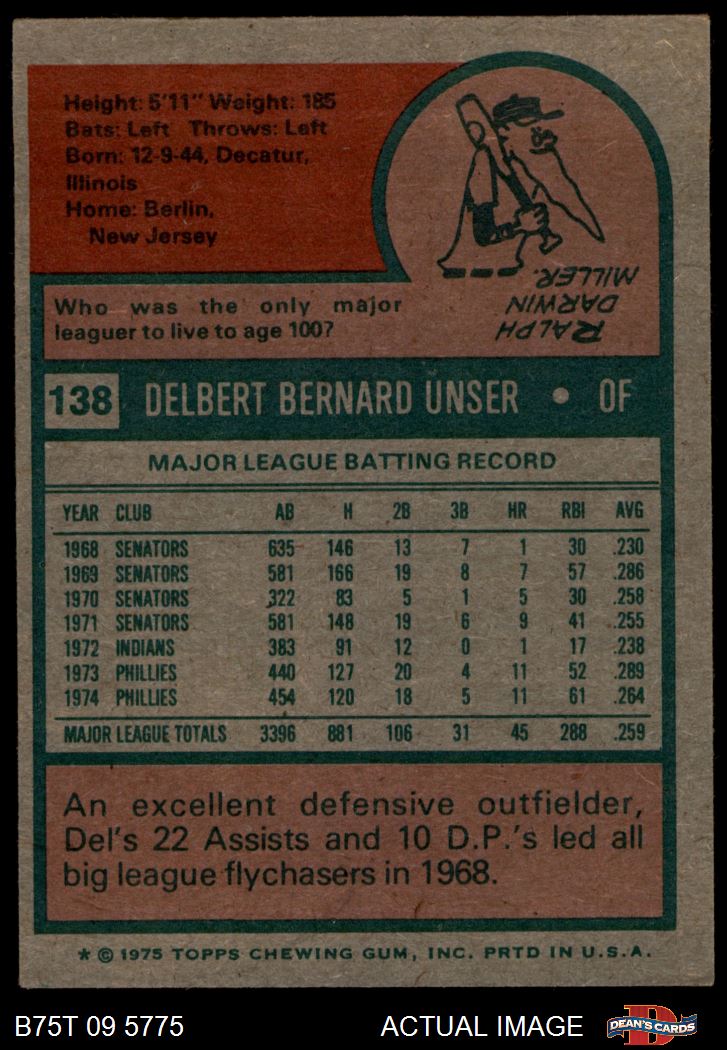 Height: 5'11" Weight: 185
Bats: Left Throws: Left
Born: 12-9-44, Decatur,
Illinois
Home: Berlin,
New Jersey
Who was the only major
leaguer to live to age 100?
RALPH
DARWIN
MILLER.
138 DELBERT BERNARD UNSER • OF
MAJOR LEAGUE BATTING RECORD
YEAR CLUB AB H 2B 3B HR RBI AVG
1968 SENATORS 635 146 13 7 1 30 .230
1969 SENATORS 581 166 19 8 7 57 .286
1970 SENATORS 322 83 5 1 5 30 .258
1971 SENATORS 581 148 19 6 9 41 .255
1972 INDIANS 383 91 12 0 1 17 .238
1973 PHILLIES 440 127 20 4 11 52 .289
1974 PHILLIES 454 120 18 5 11 61 .264
MAJOR LEAGUE TOTALS 3396 881 106 31 45 288 .259
An excellent defensive outfielder,
Del's 22 Assists and 10 D.P.'s led all
big league flychasers in 1968.
* © 1975 TOPPS CHEWING GUM, INC. PRTD IN U.S.A.
B75T 09 5775 ACTUAL IMAGE DEAN'S CARDS